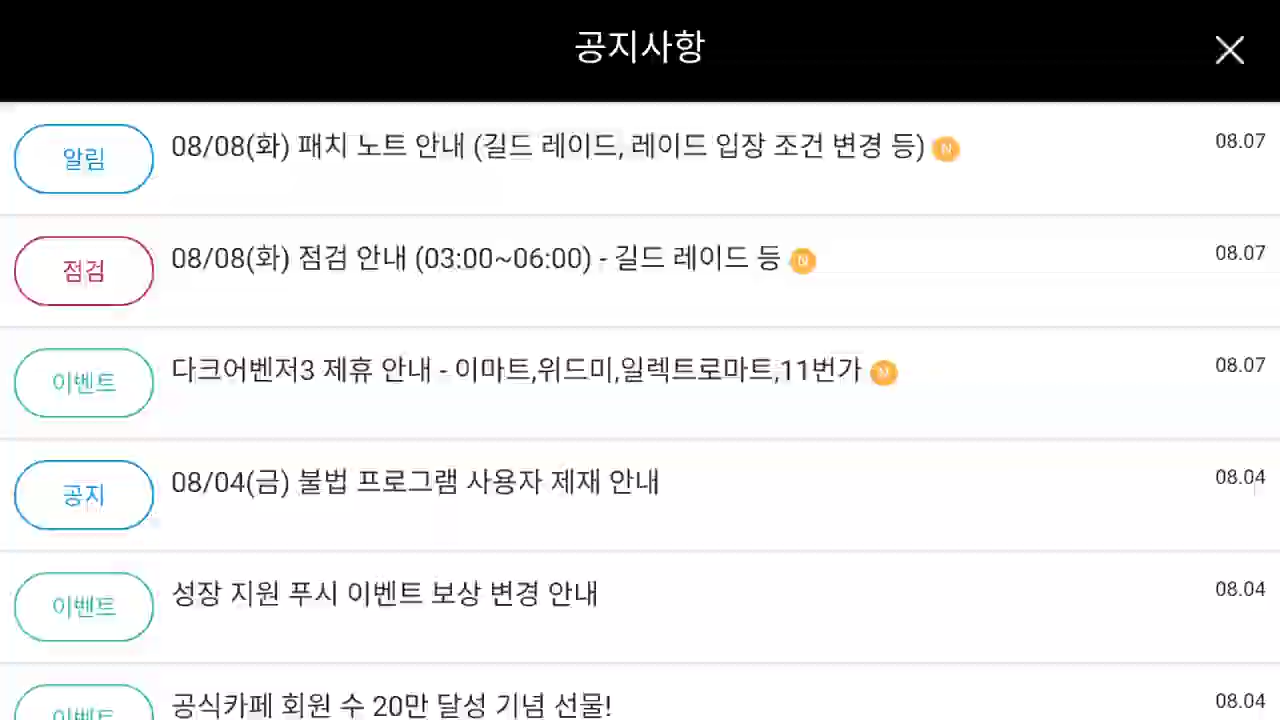 공지사항
알림 08/08(화) 패치 노트 안내 (길드 레이드, 레이드 입장 조건 변경 등) N 08.07
점검 08/08(화) 점검 안내 (03:00~06:00) - 길드 레이드 등 N 08.07
이벤트 다크어벤저3 제휴 안내 - 이마트,위드미,일렉트로마트,11번가 N 08.07
공지 08/04(금) 불법 프로그램 사용자 제재 안내 08.04
이벤트 성장 지원 푸시 이벤트 보상 변경 안내 08.04
이벤트 공식카페 회원 수 20만 달성 기념 선물! 08.04